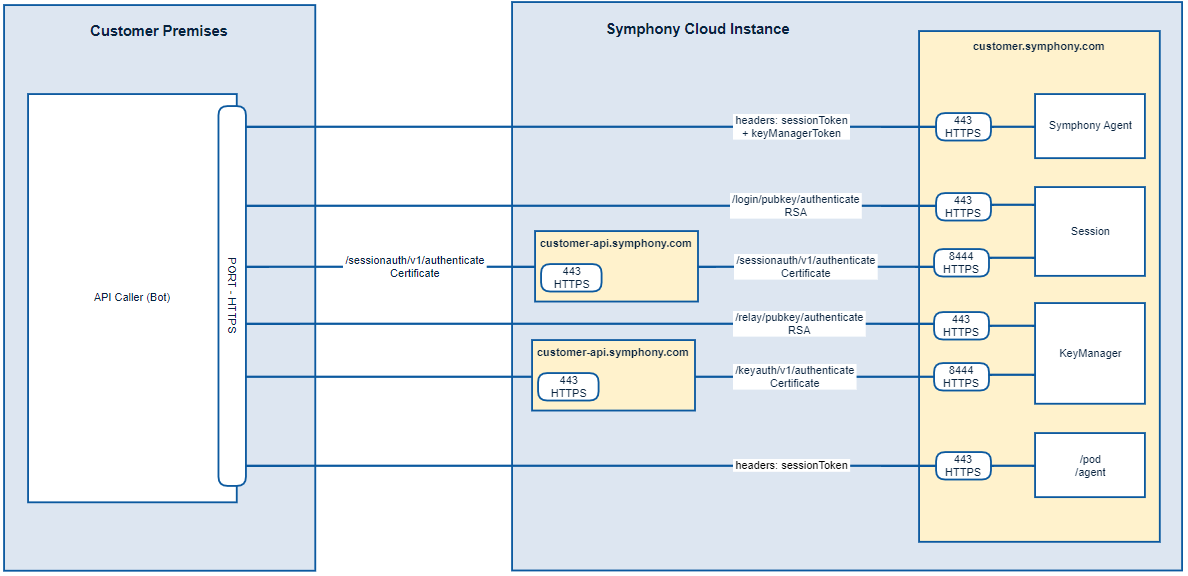 Customer Premises
Symphony Cloud Instance
customer.symphony.com
API Caller (Bot)
PORT - HTTPS
headers: sessionToken
+ keyManagerToken
443
HTTPS
Symphony Agent
/login/pubkey/authenticate
RSA
443
HTTPS
Session
/sessionauth/v1/authenticate
Certificate
customer-api.symphony.com
443
HTTPS
/sessionauth/v1/authenticate
Certificate
8444
HTTPS
/relay/pubkey/authenticate
RSA
443
HTTPS
KeyManager
customer-api.symphony.com
443
HTTPS
/keyauth/v1/authenticate
Certificate
8444
HTTPS
headers: sessionToken
443
HTTPS
/pod
/agent